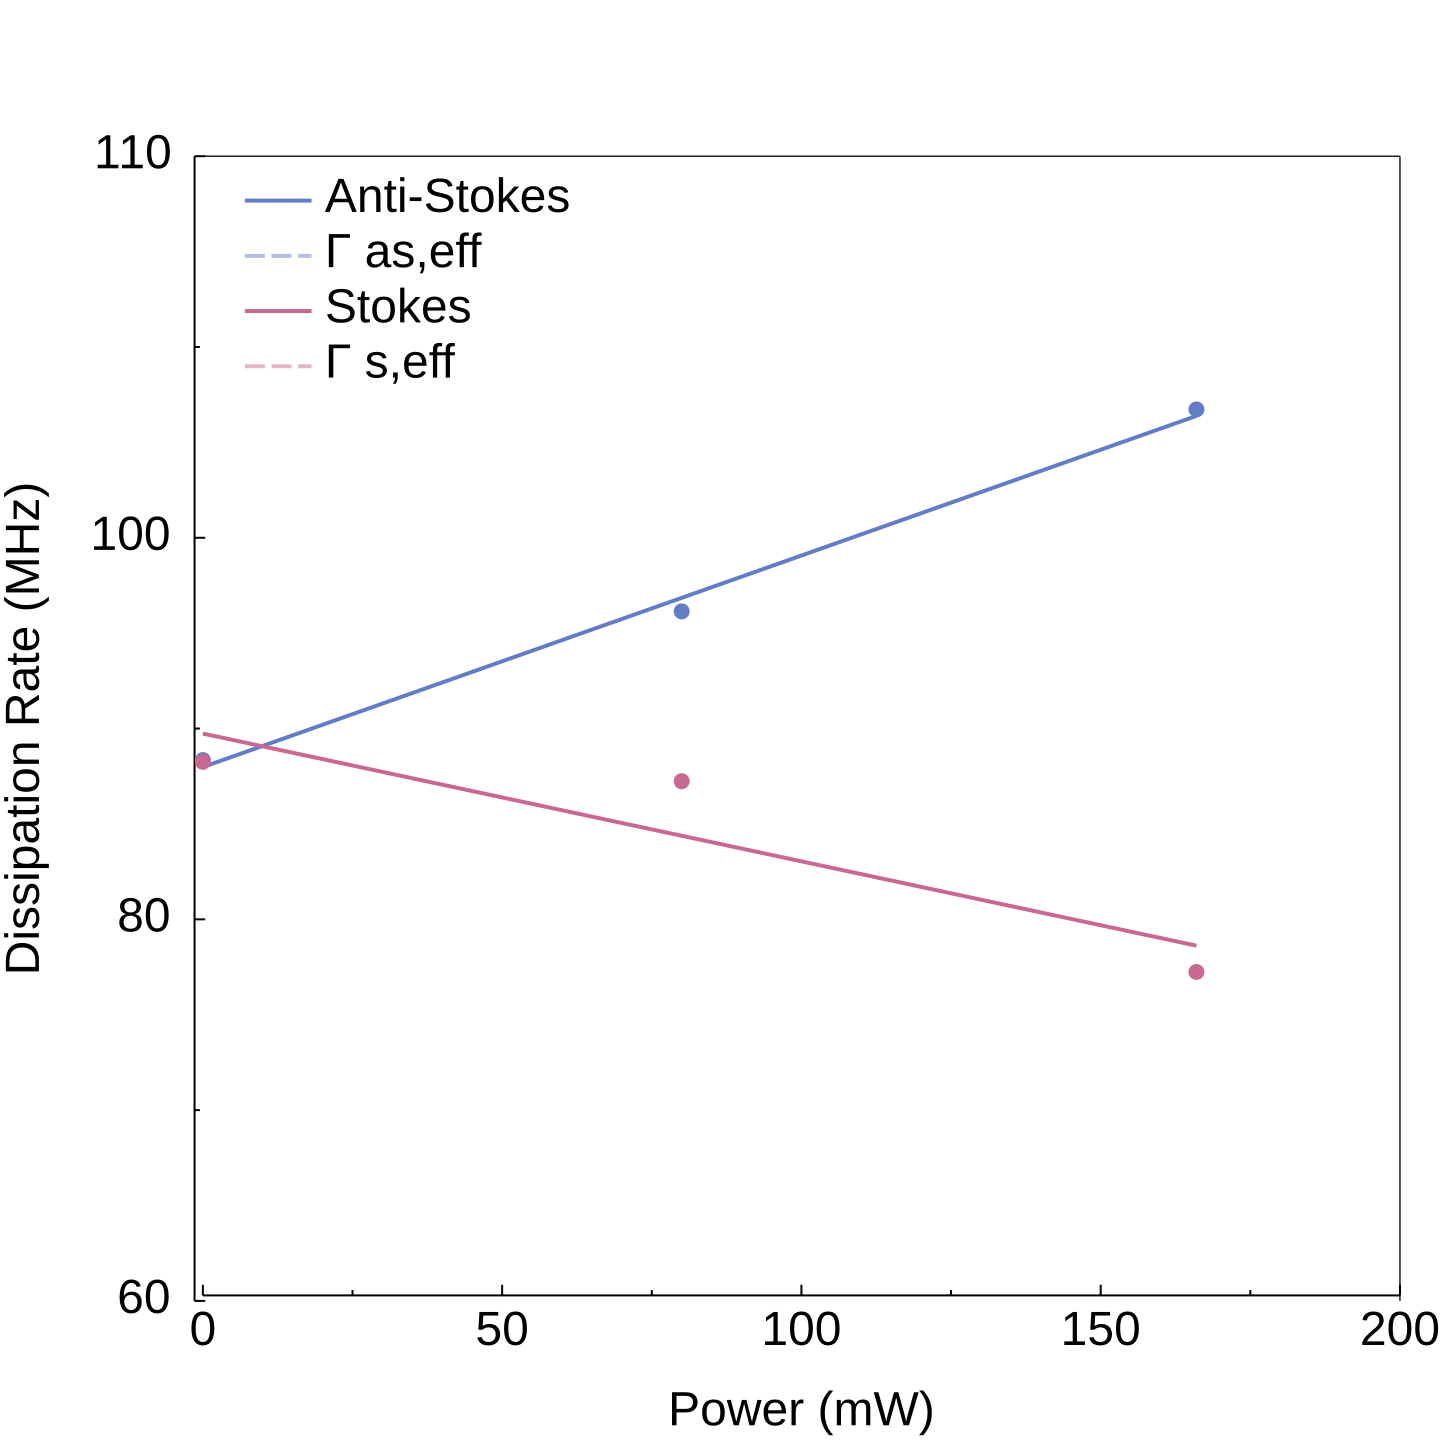 110
Anti-Stokes
Γ as,eff
Stokes
Γ s,eff
100
80
60
Dissipation Rate (MHz)
0 50 100 150 200
Power (mW)